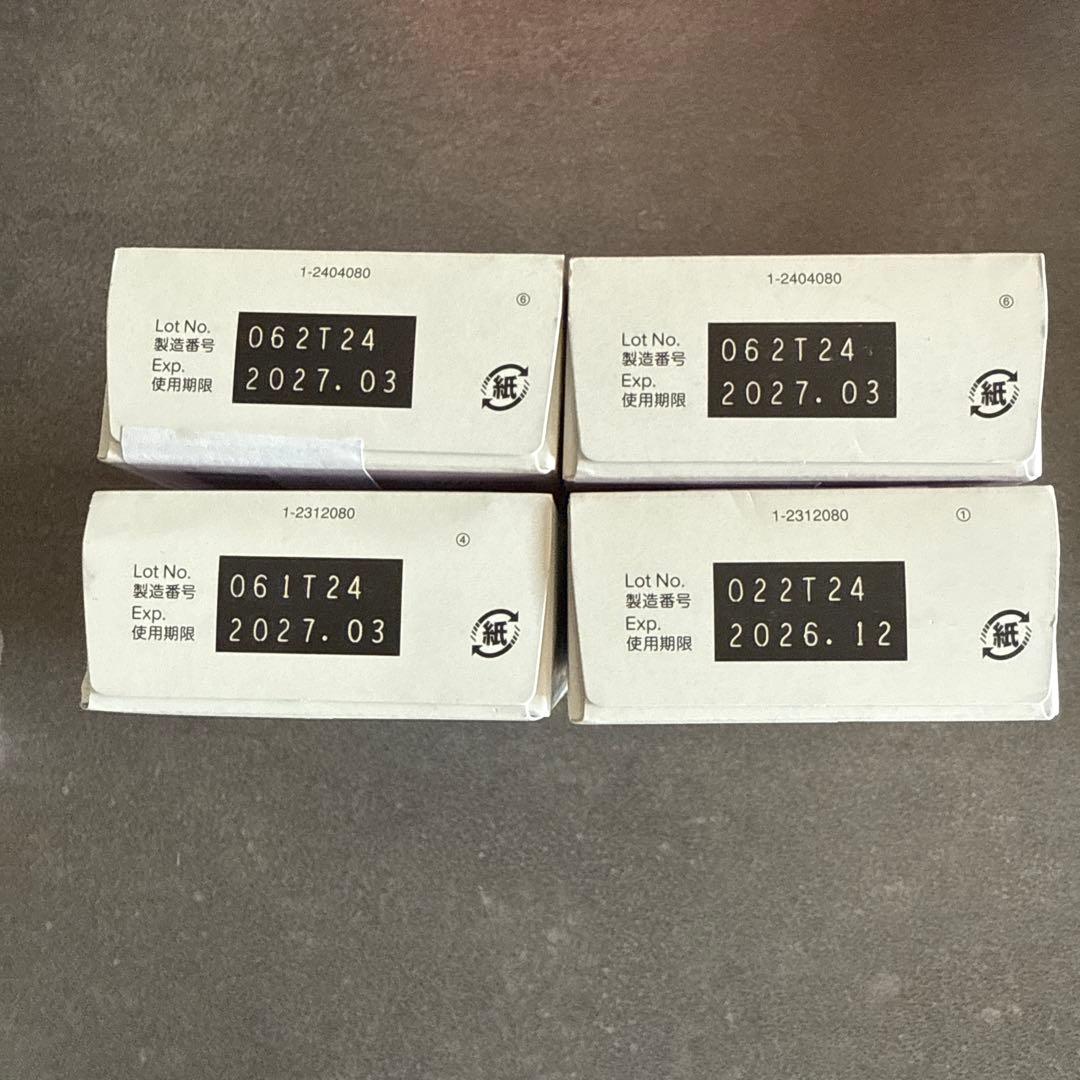 1-2404080
⑥
Lot No.
製造番号
062T24
Exp.
使用期限
2027.03
紙
1-2404080
⑥
Lot No.
製造番号
062T24
Exp.
使用期限
2027.03
紙
1-2312080
④
Lot No.
製造番号
061T24
Exp.
使用期限
2027.03
紙
1-2312080
①
Lot No.
製造番号
022T24
Exp.
使用期限
2026.12
紙